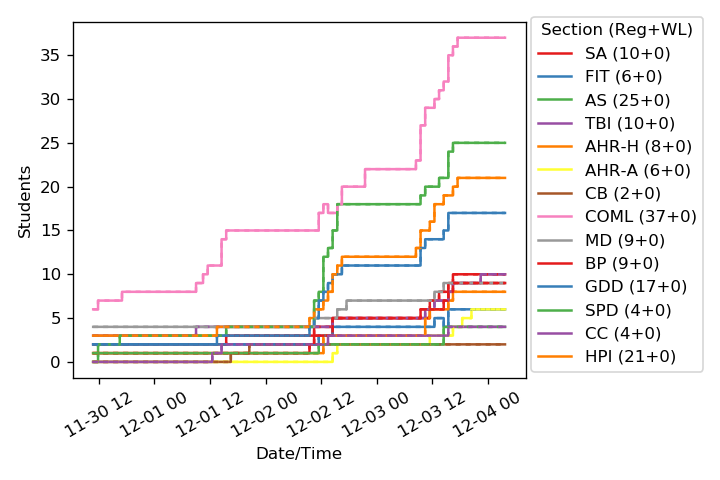 Section (Reg+WL)
SA (10+0)
FIT (6+0)
AS (25+0)
TBI (10+0)
AHR-H (8+0)
AHR-A (6+0)
CB (2+0)
COML (37+0)
MD (9+0)
BP (9+0)
GDD (17+0)
SPD (4+0)
CC (4+0)
HPI (21+0)
Students
35
30
25
20
15
10
5
0
11-30 12
12-01 00
12-01 12
12-02 00
12-02 12
12-03 00
12-03 12
12-04 00
Date/Time